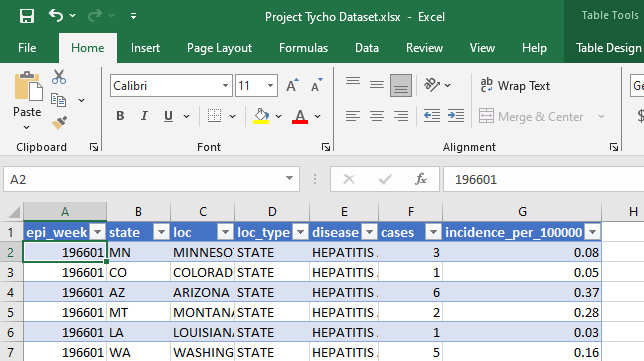 Project Tycho Dataset.xlsx - Excel
Table Tools
File Home Insert Page Layout Formulas Data Review View Help Table Design
Paste
Calibri 11 A A
B I U A
ab Wrap Text
Merge & Center
Clipboard Font Alignment
A2 fx 196601
A B C D E F G H
1 epi_week state loc loc_type disease cases incidence_per_100000
2 196601 MN MINNESO STATE HEPATITIS 3 0.08
3 196601 CO COLORAD STATE HEPATITIS 1 0.05
4 196601 AZ ARIZONA STATE HEPATITIS 6 0.37
5 196601 MT MONTANA STATE HEPATITIS 2 0.28
6 196601 LA LOUISIAN STATE HEPATITIS 1 0.03
7 196601 WA WASHING STATE HEPATITIS 5 0.16